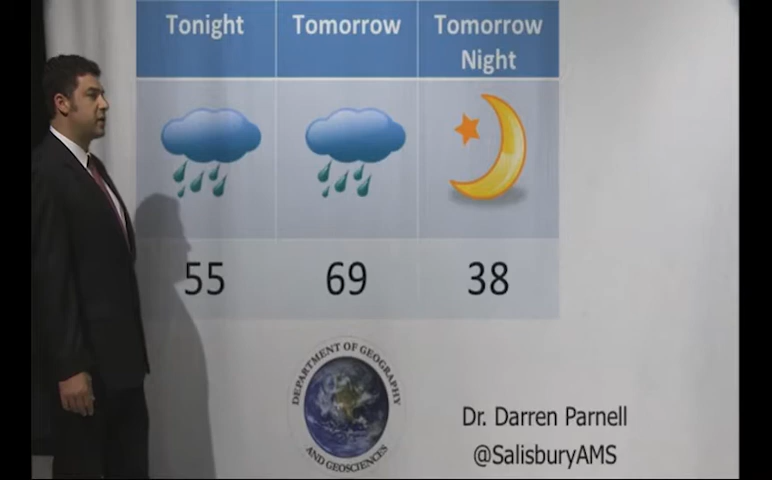 Tonight
Tomorrow
Tomorrow
Night
55
69
38
DEPARTMENT OF GEOGRAPHY
AND GEOSCIENCES
Dr. Darren Parnell
@SalisburyAMS